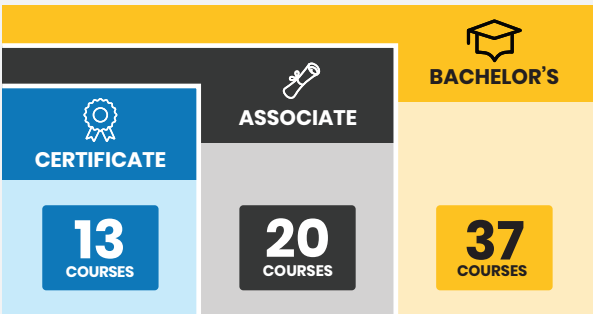 BACHELOR'S
ASSOCIATE
CERTIFICATE
13
COURSES
20
COURSES
37
COURSES